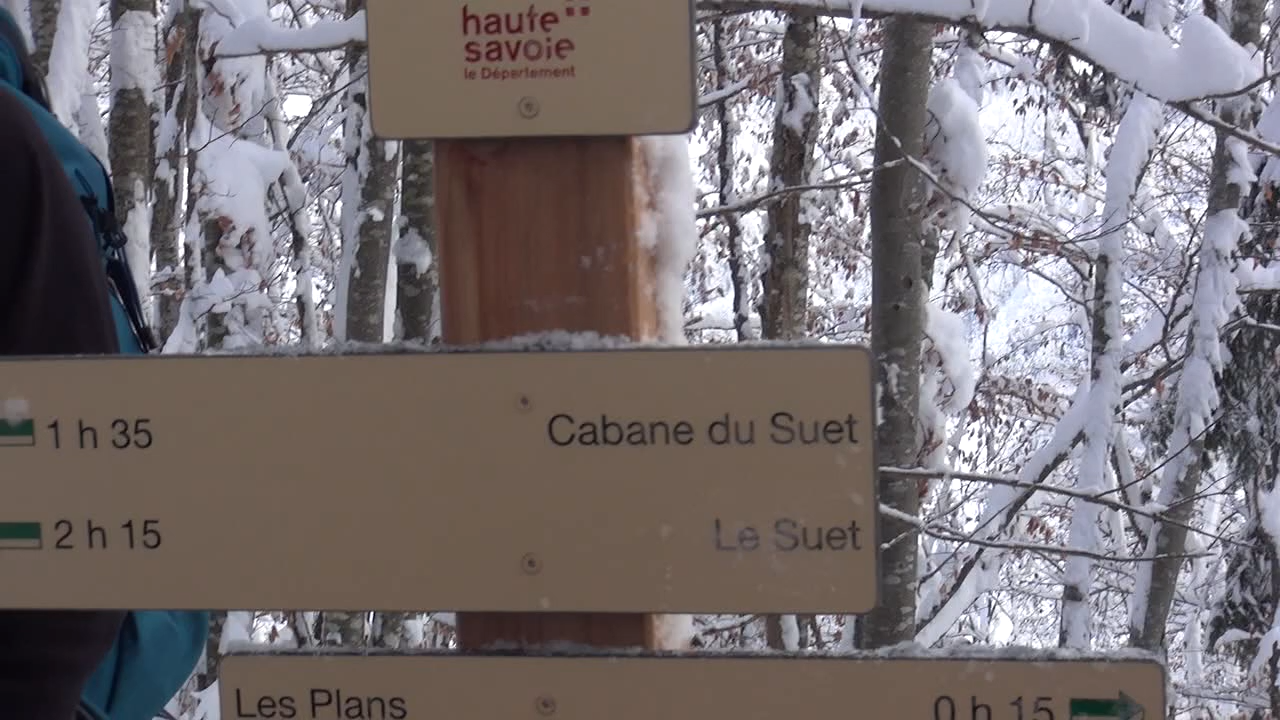 haute
savoie
le Département
1 h 35 Cabane du Suet
2 h 15 Le Suet
Les Plans 0 h 15